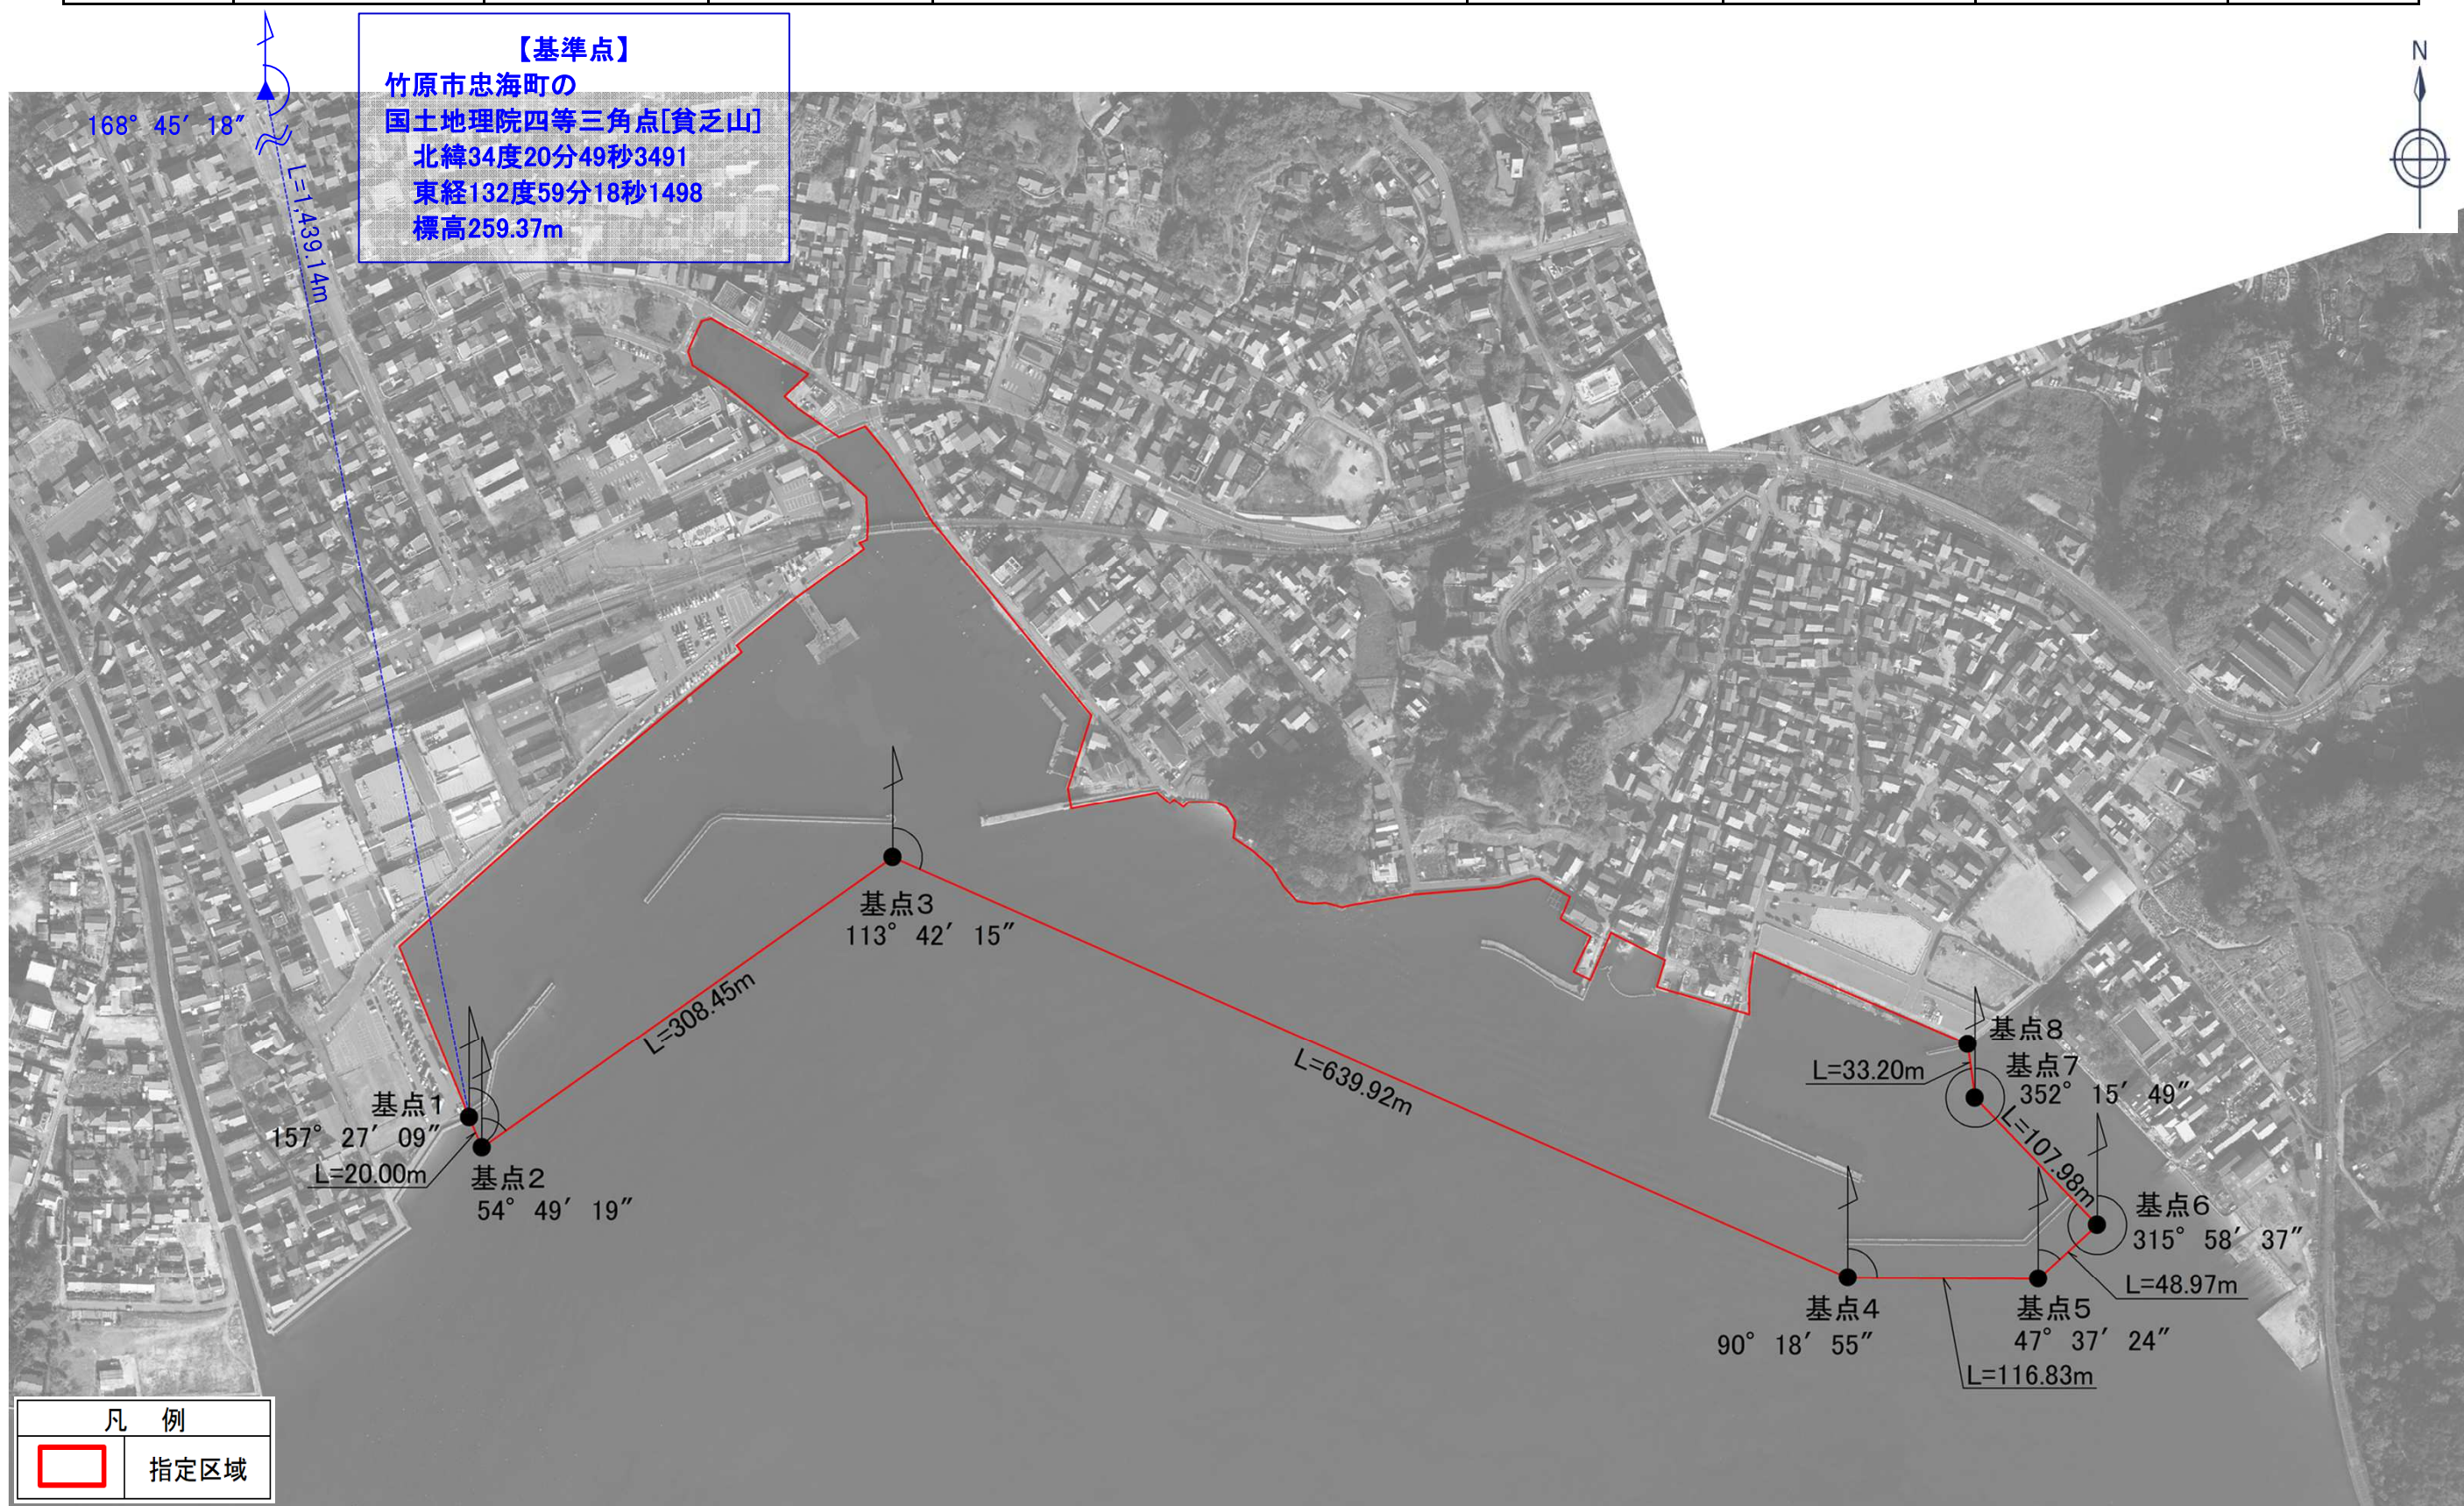 【基準点】
竹原市忠海町の
国土地理院四等三角点[貧乏山]
北緯34度20分49秒3491
東経132度59分18秒1498
標高259.37m
N
168° 45′ 18″
L=1,439.14m
基点3
113° 42′ 15″
L=308.45m
L=639.92m
基点1
157° 27′ 09″
L=20.00m
基点2
54° 49′ 19″
基点8
L=33.20m
基点7
352° 15′ 49″
L=107.98m
基点6
315° 58′ 37″
L=48.97m
基点4
90° 18′ 55″
基点5
47° 37′ 24″
L=116.83m
凡 例
指定区域